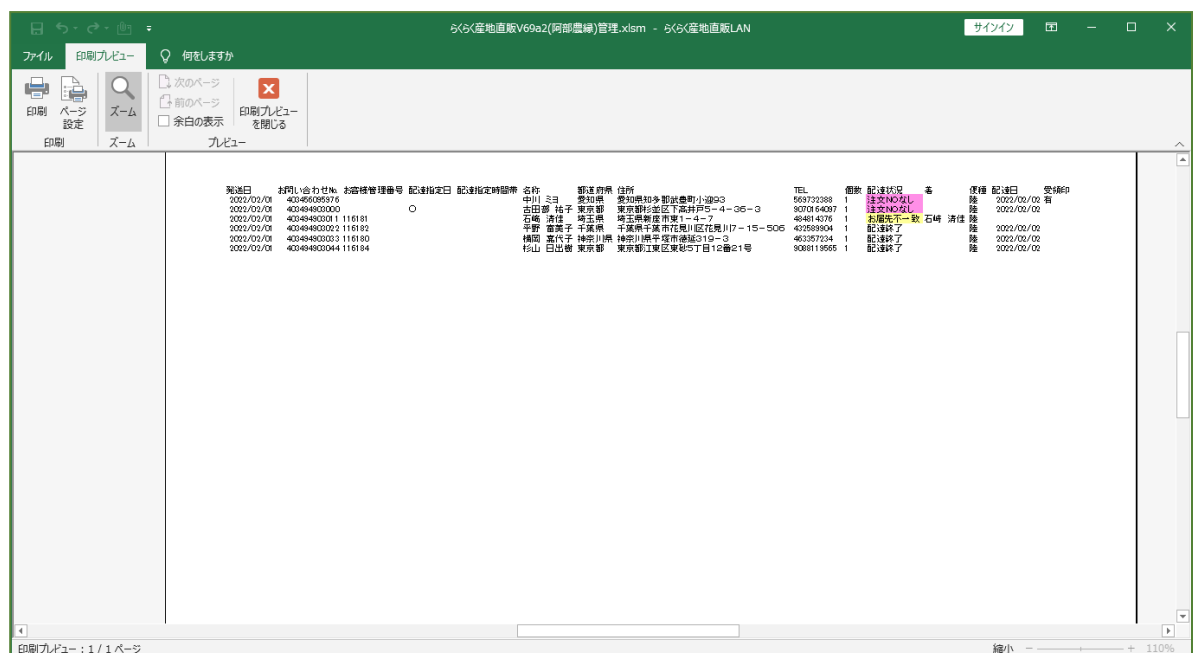 らくらく産地直販V69a2(阿部農縁)管理.xlsm - らくらく産地直販LAN
サインイン
ファイル 印刷プレビュー 何をしますか
印刷 ページ設定 ズーム 次のページ 前のページ 余白の表示 印刷プレビューを閉じる
印刷 ズーム プレビュー
発送日 お問い合わせNo. お客様管理番号 配達指定日 配達指定時間帯 名称 都道府県 住所 TEL 個数 配達状況 着 便種 配達日 受領印
2022/02/01 403456095976 中川 ミヨ 愛知県 愛知県知多郡武豊町小迎93 569732388 1 注文NOなし 陸 2022/02/02 有
2022/02/01 403494903000 ○ 古田部 祐子 東京都 東京都杉並区下高井戸5-4-35-3 9070164097 1 注文NOなし 陸 2022/02/02
2022/02/01 403494903011 116181 石崎 清佳 埼玉県 埼玉県新座市東1-4-7 484814376 1 お届先不一致 石崎 清佳 陸
2022/02/01 403494903022 116182 平野 富美子 千葉県 千葉県千葉市花見川区花見川7-15-506 432589904 1 配達終了 陸 2022/02/02
2022/02/01 403494903033 116180 横岡 嘉代子 神奈川県 神奈川県平塚市徳延319-3 463357234 1 配達終了 陸 2022/02/02
2022/02/01 403494903044 116184 杉山 日出樹 東京都 東京都江東区東砂5丁目12番21号 9088119565 1 配達終了 陸 2022/02/02
印刷プレビュー:1 / 1 ページ
縮小 110%